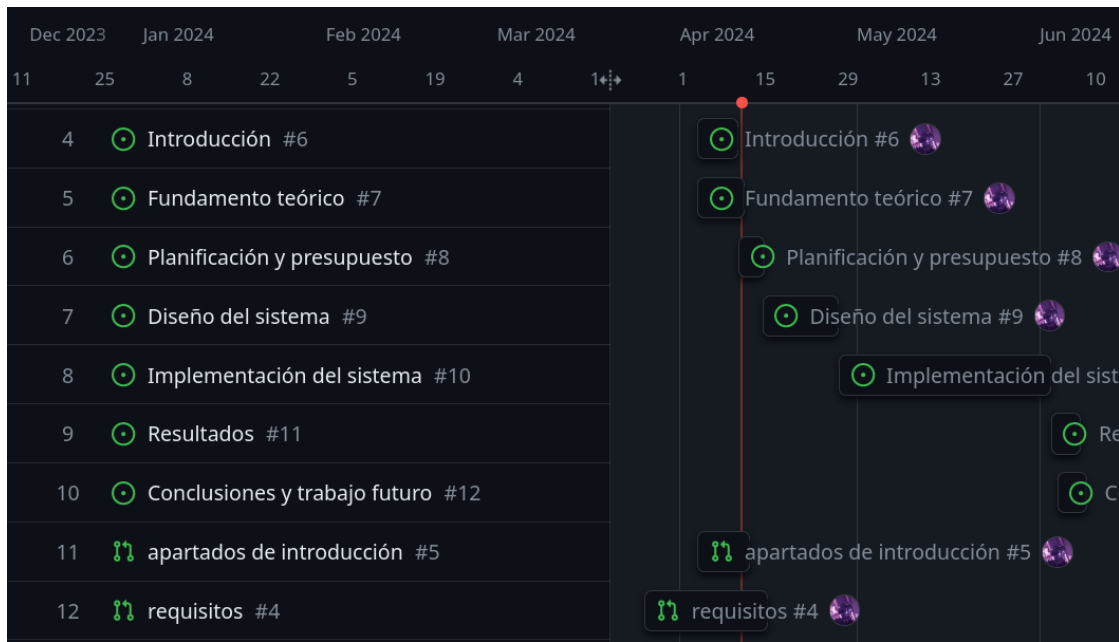 Dec 2023 Jan 2024 Feb 2024 Mar 2024 Apr 2024 May 2024 Jun 2024
11 25 8 22 5 19 4 1 1 15 29 13 27 10
4 Introducción #6 Introducción #6
5 Fundamento teórico #7 Fundamento teórico #7
6 Planificación y presupuesto #8 Planificación y presupuesto #8
7 Diseño del sistema #9 Diseño del sistema #9
8 Implementación del sistema #10 Implementación del sist
9 Resultados #11 Re
10 Conclusiones y trabajo futuro #12 C
11 apartados de introducción #5 apartados de introducción #5
12 requisitos #4 requisitos #4